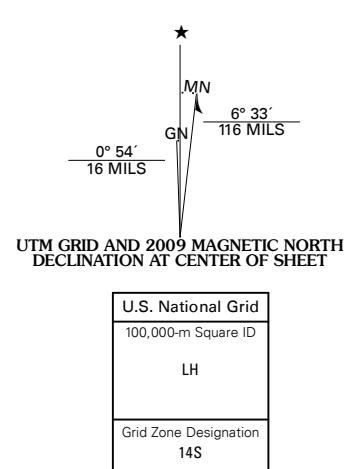 ★
MN
6° 33´
116 MILS
GN
0° 54´
16 MILS
UTM GRID AND 2009 MAGNETIC NORTH
DECLINATION AT CENTER OF SHEET
U.S. National Grid
100,000-m Square ID
LH
Grid Zone Designation
14S